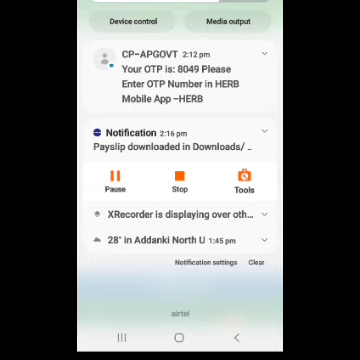 Device control
Media output
CP-APGOVT 2:12 pm
Your OTP is: 8049 Please
Enter OTP Number in HERB
Mobile App -HERB
Notification 2:16 pm
Payslip downloaded in Downloads/ ..
Pause
Stop
Tools
XRecorder is displaying over oth...
28° in Addanki North U 1:45 pm
Notification settings
Clear
airtel